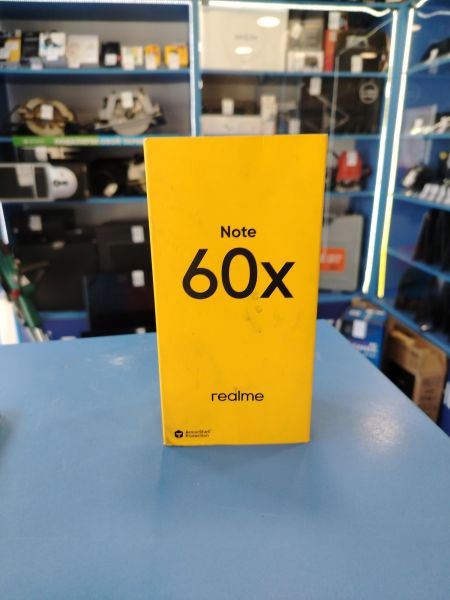 Note
60x
realme
ArmorShell
Protection